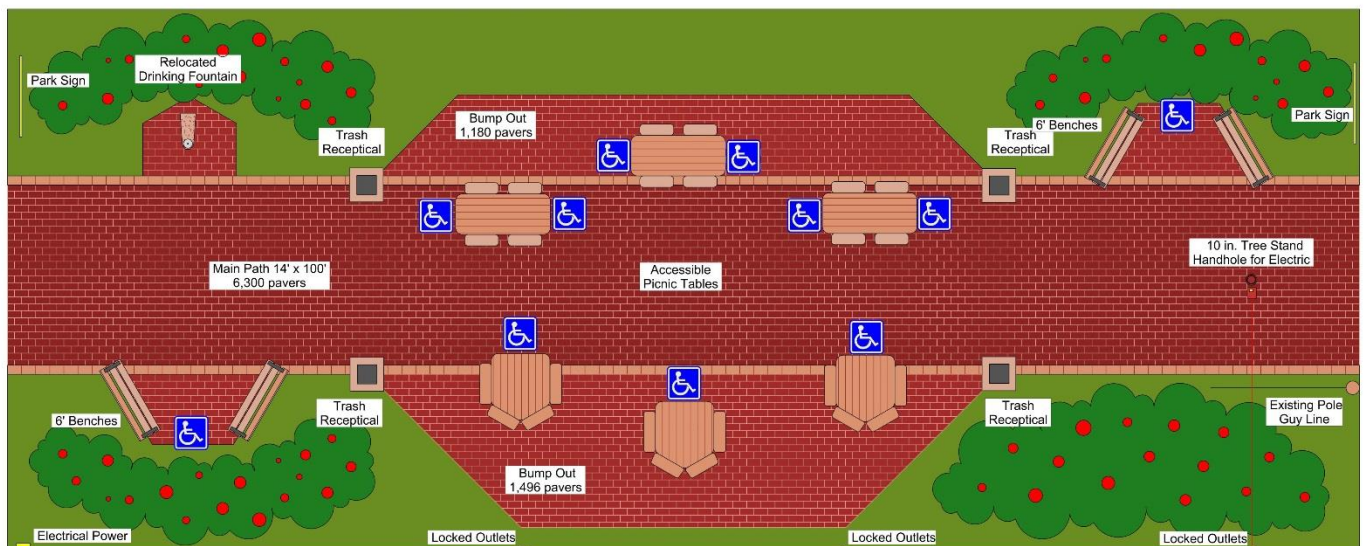 Relocated
Drinking Fountain
Park Sign
Trash
Receptical
Bump Out
1,180 pavers
Trash
Receptical
6' Benches
Park Sign
Main Path 14' x 100'
6,300 pavers
Accessible
Picnic Tables
10 in. Tree Stand
Handhole for Electric
6' Benches
Trash
Receptical
Bump Out
1,496 pavers
Trash
Receptical
Existing Pole
Guy Line
Electrical Power
Locked Outlets
Locked Outlets
Locked Outlets